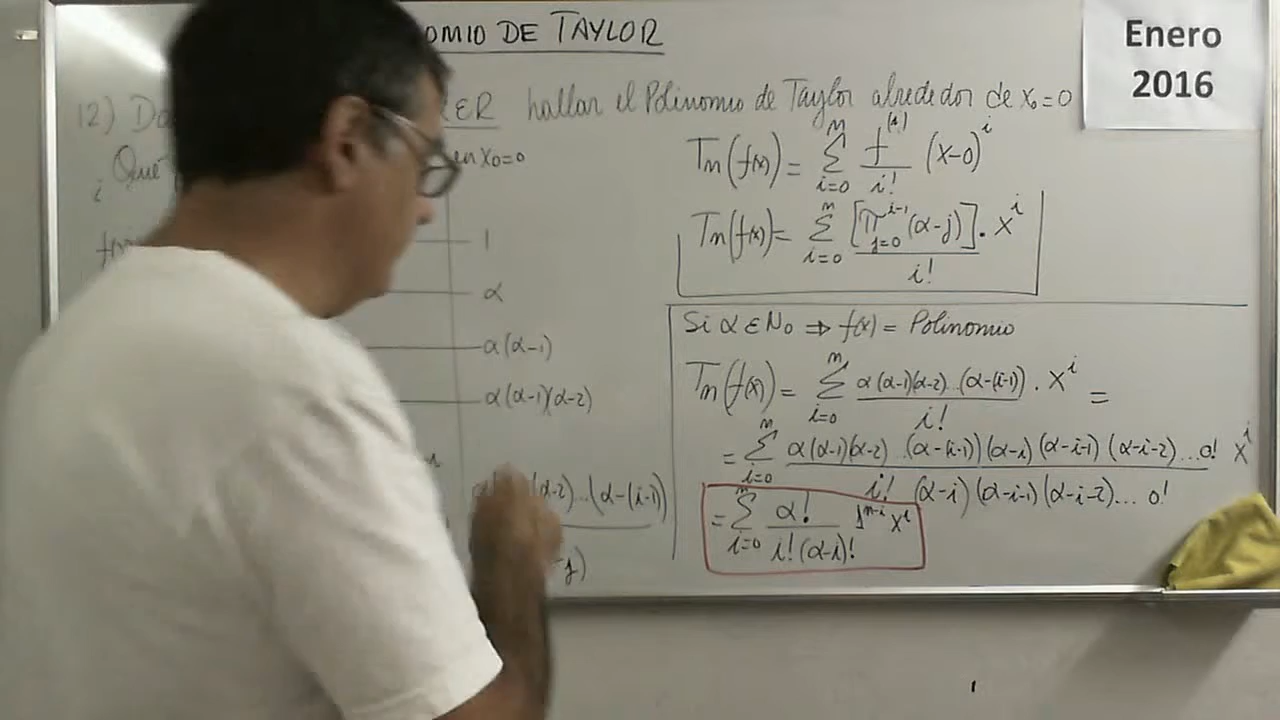 OMIO DE TAYLOR
Enero
2016
12) Da RER hallar el Polinomio de Taylor alrededor de x₀=0
¿ Qué en x₀=0
1
α
α(α-1)
α(α-1)(α-2)
(α-2)...(α-(i-1))
-j)
Tn(f(x)) = Σ_{i=0}^{n} f^{(i)}/i! (x-0)^i
Tn(f(x)) = Σ_{i=0}^{n} [π_{j=0}^{i-1}(α-j)]/i! · x^i
Si α ∈ N₀ ⇒ f(x) = Polinomio
Tn(f(x)) = Σ_{i=0}^{n} α(α-1)(α-2)...(α-(i-1))/i! · x^i =
= Σ_{i=0}^{n} α(α-1)(α-2)...(α-(i-1))(α-i)(α-i-1)(α-i-2)...0!/i! (α-i)(α-i-1)(α-i-2)...0! x^i
= Σ_{i=0}^{n} α!/i!(α-i)! 1^{n-i} x^i